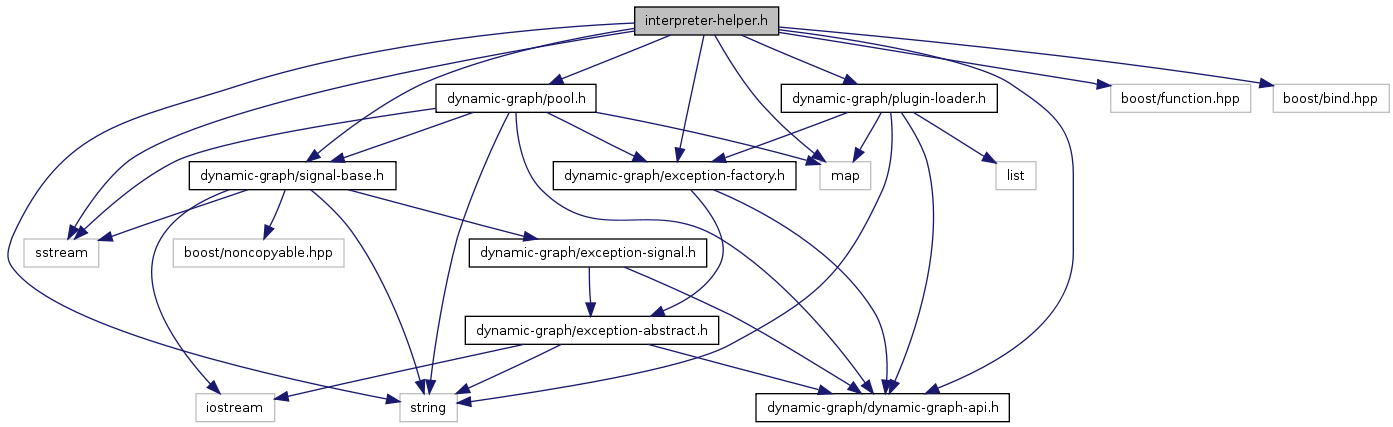 interpreter-helper.h
dynamic-graph/pool.h
dynamic-graph/plugin-loader.h
boost/function.hpp
boost/bind.hpp
dynamic-graph/signal-base.h
dynamic-graph/exception-factory.h
map
list
sstream
boost/noncopyable.hpp
dynamic-graph/exception-signal.h
dynamic-graph/exception-abstract.h
iostream
string
dynamic-graph/dynamic-graph-api.h